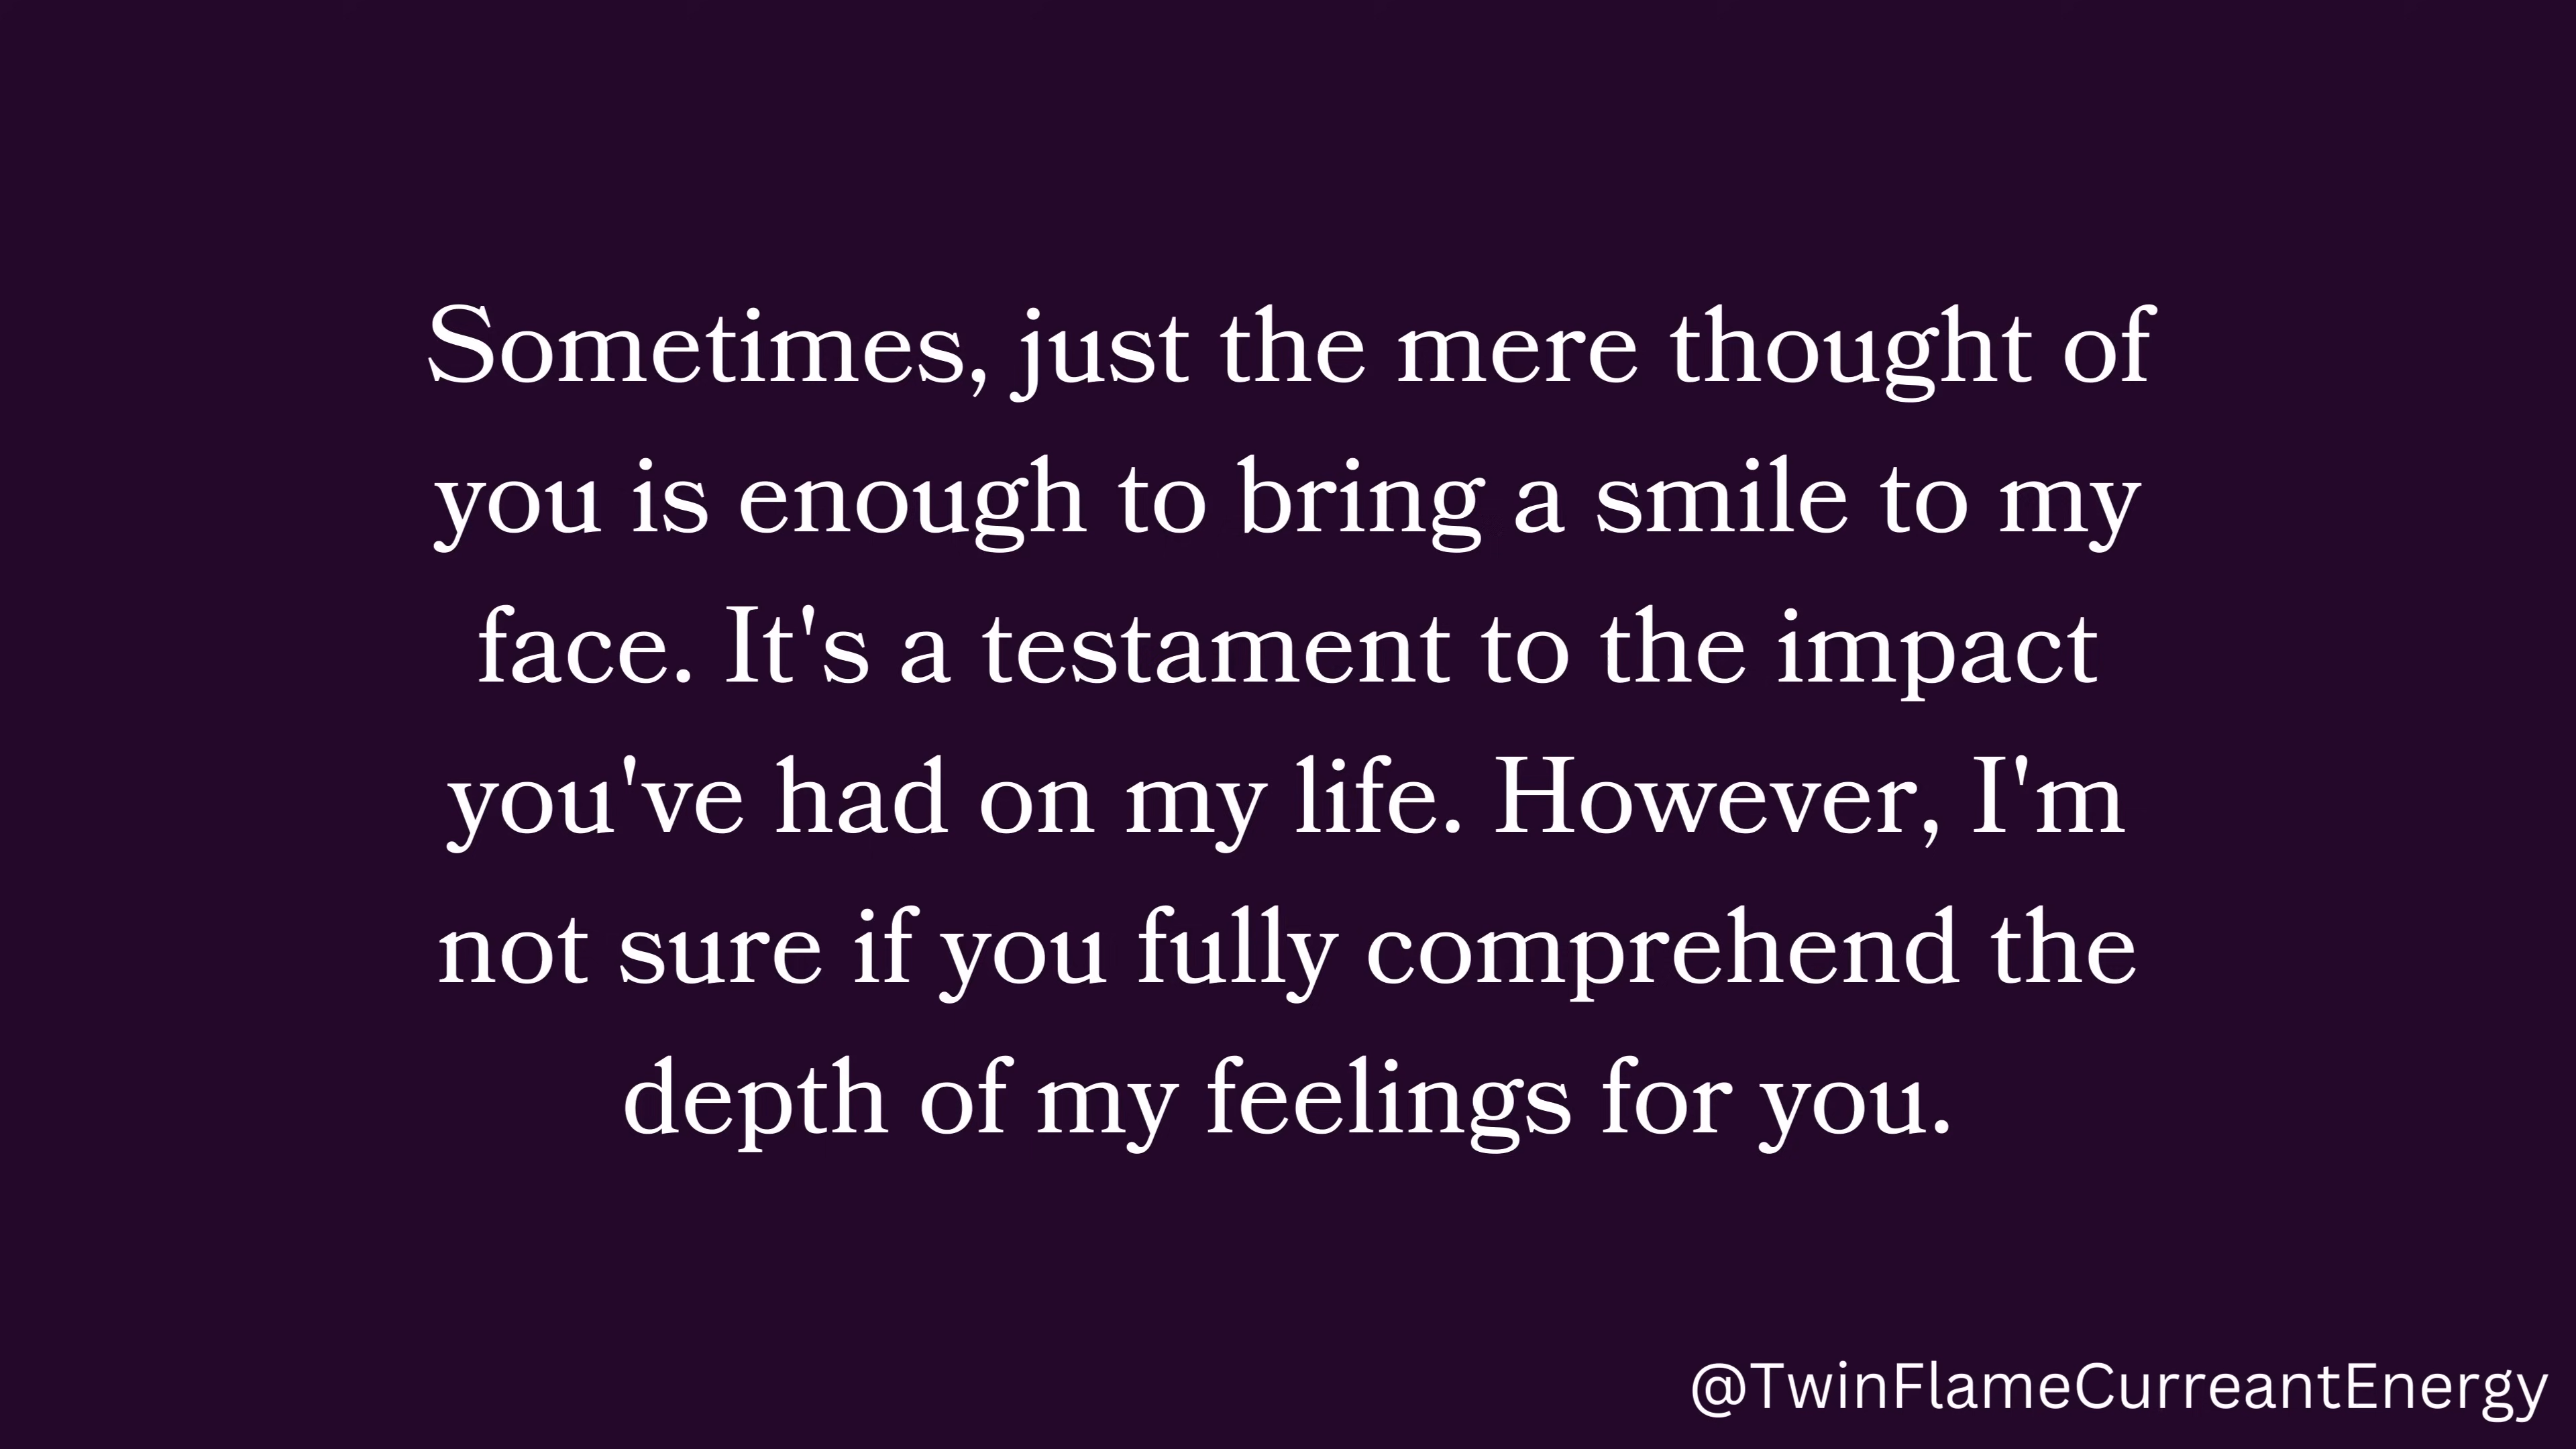 Sometimes, just the mere thought of
you is enough to bring a smile to my
face. It's a testament to the impact
you've had on my life. However, I'm
not sure if you fully comprehend the
depth of my feelings for you.
@TwinFlameCurreantEnergy